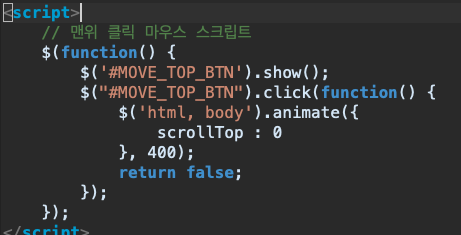 <script>
// 맨위 클릭 마우스 스크립트
$(function() {
$('#MOVE_TOP_BTN').show();
$("#MOVE_TOP_BTN").click(function() {
$('html, body').animate({
scrollTop : 0
}, 400);
return false;
});
});
</script>